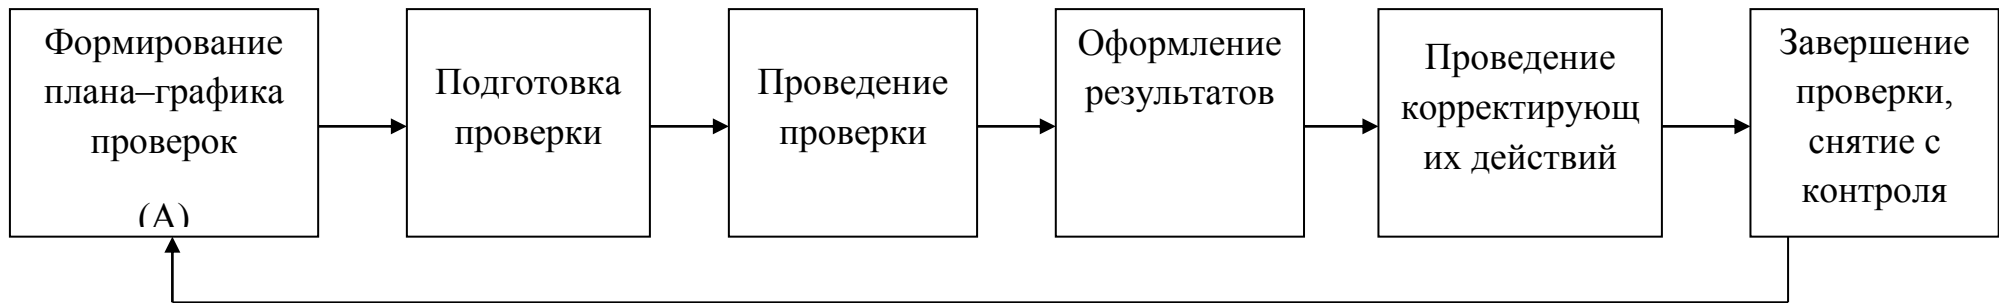 Формирование
плана–графика
проверок
(А)
Подготовка
проверки
Проведение
проверки
Оформление
результатов
Проведение
корректирующ
их действий
Завершение
проверки,
снятие с
контроля